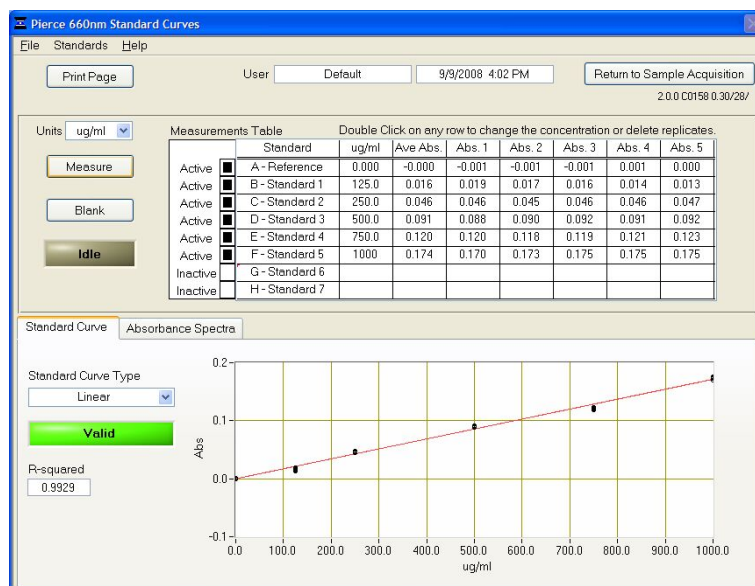 Pierce 660nm Standard Curves
File Standards Help
Print Page User Default 9/9/2008 4:02 PM Return to Sample Acquisition
2.0.0 C0158 0.30/28/
Units ug/ml Measurements Table Double Click on any row to change the concentration or delete replicates.
Standard ug/ml Ave Abs. Abs. 1 Abs. 2 Abs. 3 Abs. 4 Abs. 5
Measure
Active A - Reference 0.000 -0.000 -0.001 -0.001 -0.001 0.001 0.000
Active B - Standard 1 125.0 0.016 0.019 0.017 0.016 0.014 0.013
Active C - Standard 2 250.0 0.046 0.046 0.045 0.046 0.046 0.047
Blank
Active D - Standard 3 500.0 0.091 0.088 0.090 0.092 0.091 0.092
Active E - Standard 4 750.0 0.120 0.120 0.118 0.119 0.121 0.123
Idle
Active F - Standard 5 1000 0.174 0.170 0.173 0.175 0.175 0.175
Inactive G - Standard 6
Inactive H - Standard 7
Standard Curve Absorbance Spectra
Standard Curve Type
Linear
Valid
R-squared
0.9929
Abs
0.2
0.1
0.0
-0.1
0.0 100.0 200.0 300.0 400.0 500.0 600.0 700.0 800.0 900.0 1000.0
ug/ml